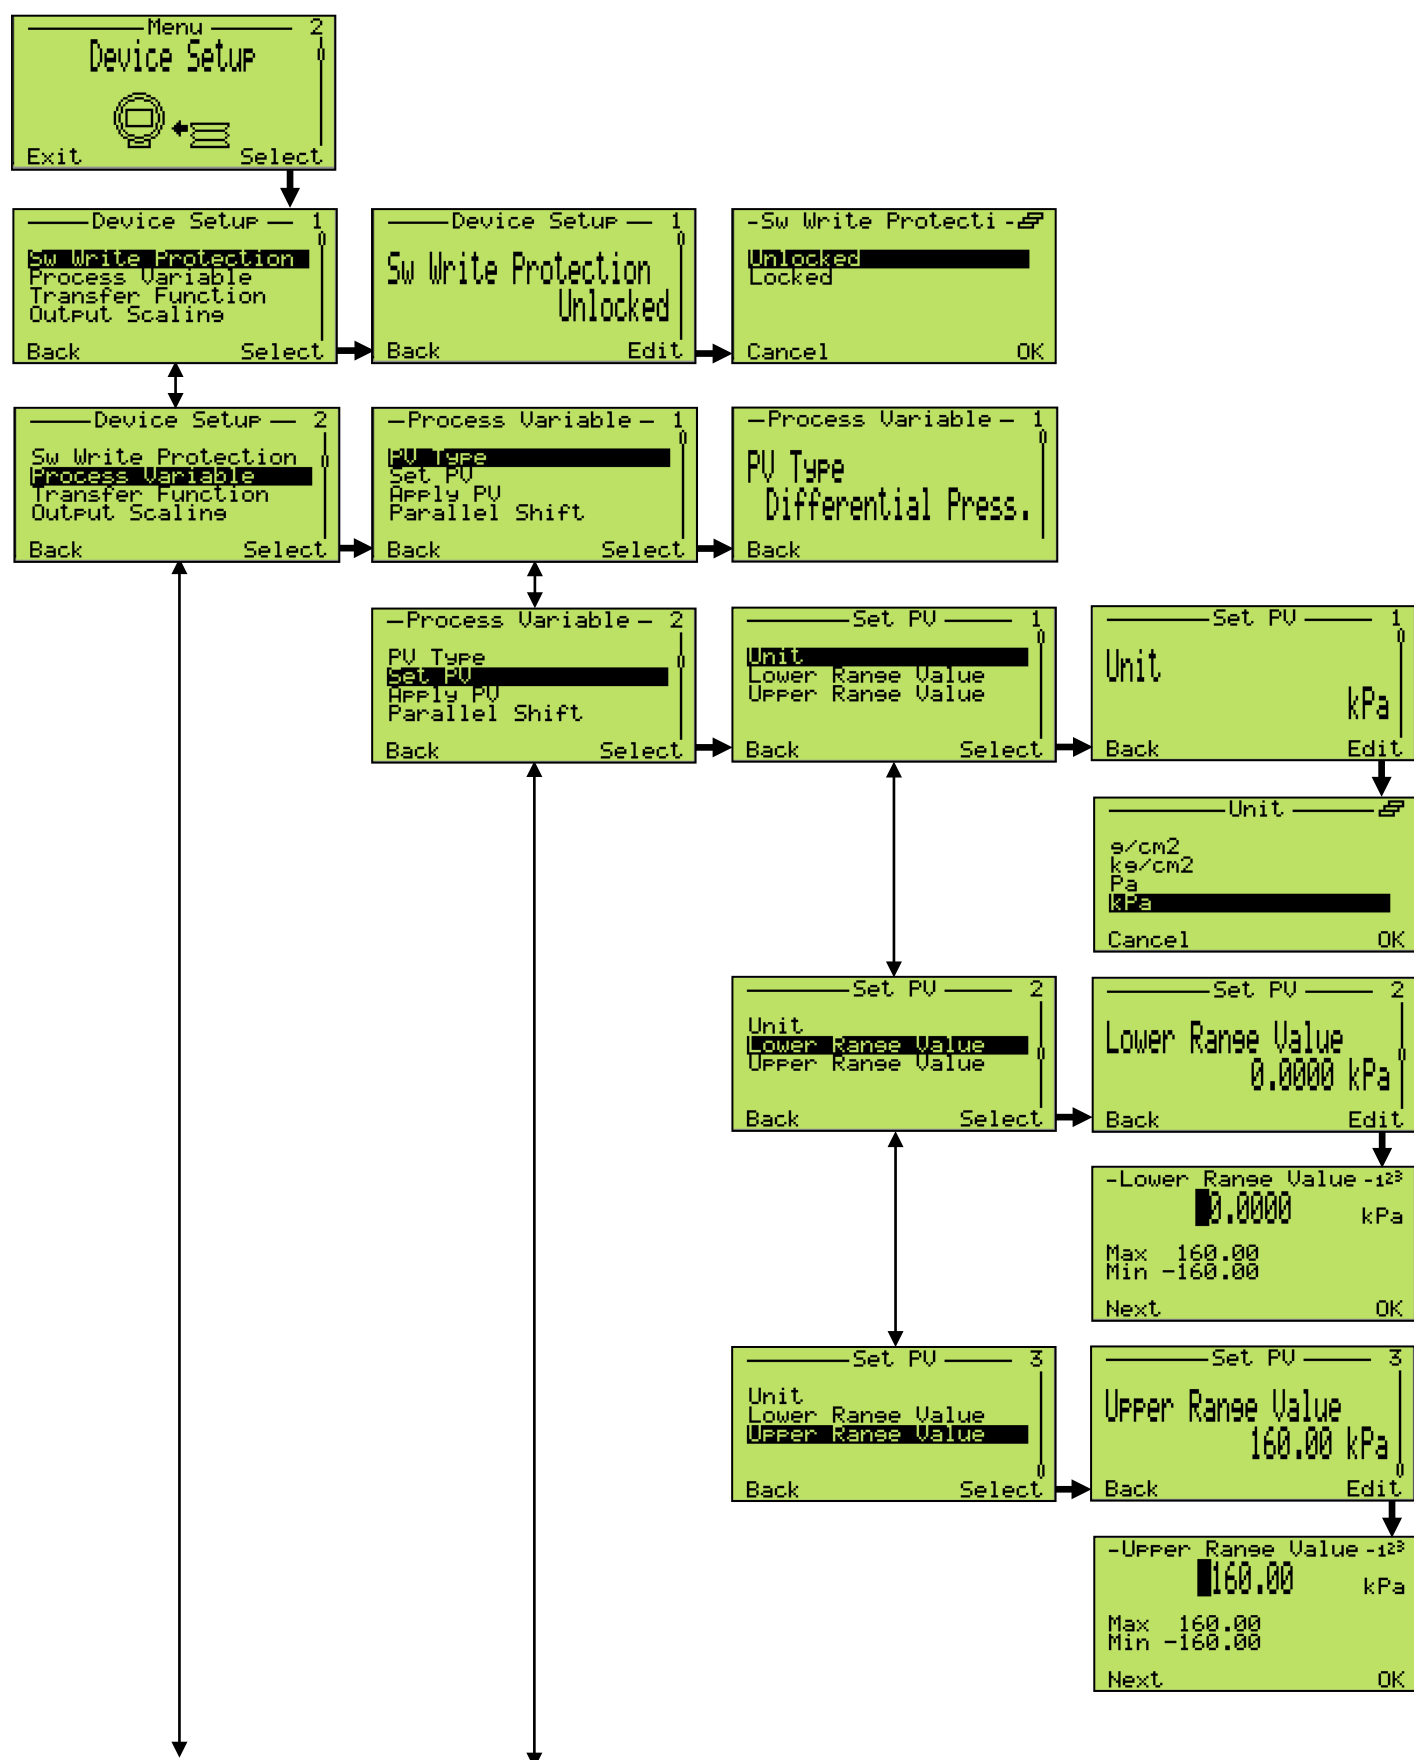 Menu 2
Device Setup
Exit Select
Device Setup 1
Sw Write Protection
Process Variable
Transfer Function
Output Scaling
Back Select
Device Setup 1
Sw Write Protection
Unlocked
Back Edit
-Sw Write Protecti-
Unlocked
Locked
Cancel OK
Device Setup 2
Sw Write Protection
Process Variable
Transfer Function
Output Scaling
Back Select
Process Variable 1
PV Type
Set PV
Apply PV
Parallel Shift
Back Select
Process Variable 1
PV Type
Differential Press.
Back
Process Variable 2
PV Type
Set PV
Apply PV
Parallel Shift
Back Select
Set PV 1
Unit
Lower Range Value
Upper Range Value
Back Select
Set PV 1
Unit
kPa
Back Edit
Unit
g/cm2
kg/cm2
Pa
kPa
Cancel OK
Set PV 2
Unit
Lower Range Value
Upper Range Value
Back Select
Set PV 2
Lower Range Value
0.0000 kPa
Back Edit
-Lower Range Value -123
0.0000 kPa
Max 160.00
Min -160.00
Next OK
Set PV 3
Unit
Lower Range Value
Upper Range Value
Back Select
Set PV 3
Upper Range Value
160.00 kPa
Back Edit
-Upper Range Value -123
160.00 kPa
Max 160.00
Min -160.00
Next OK